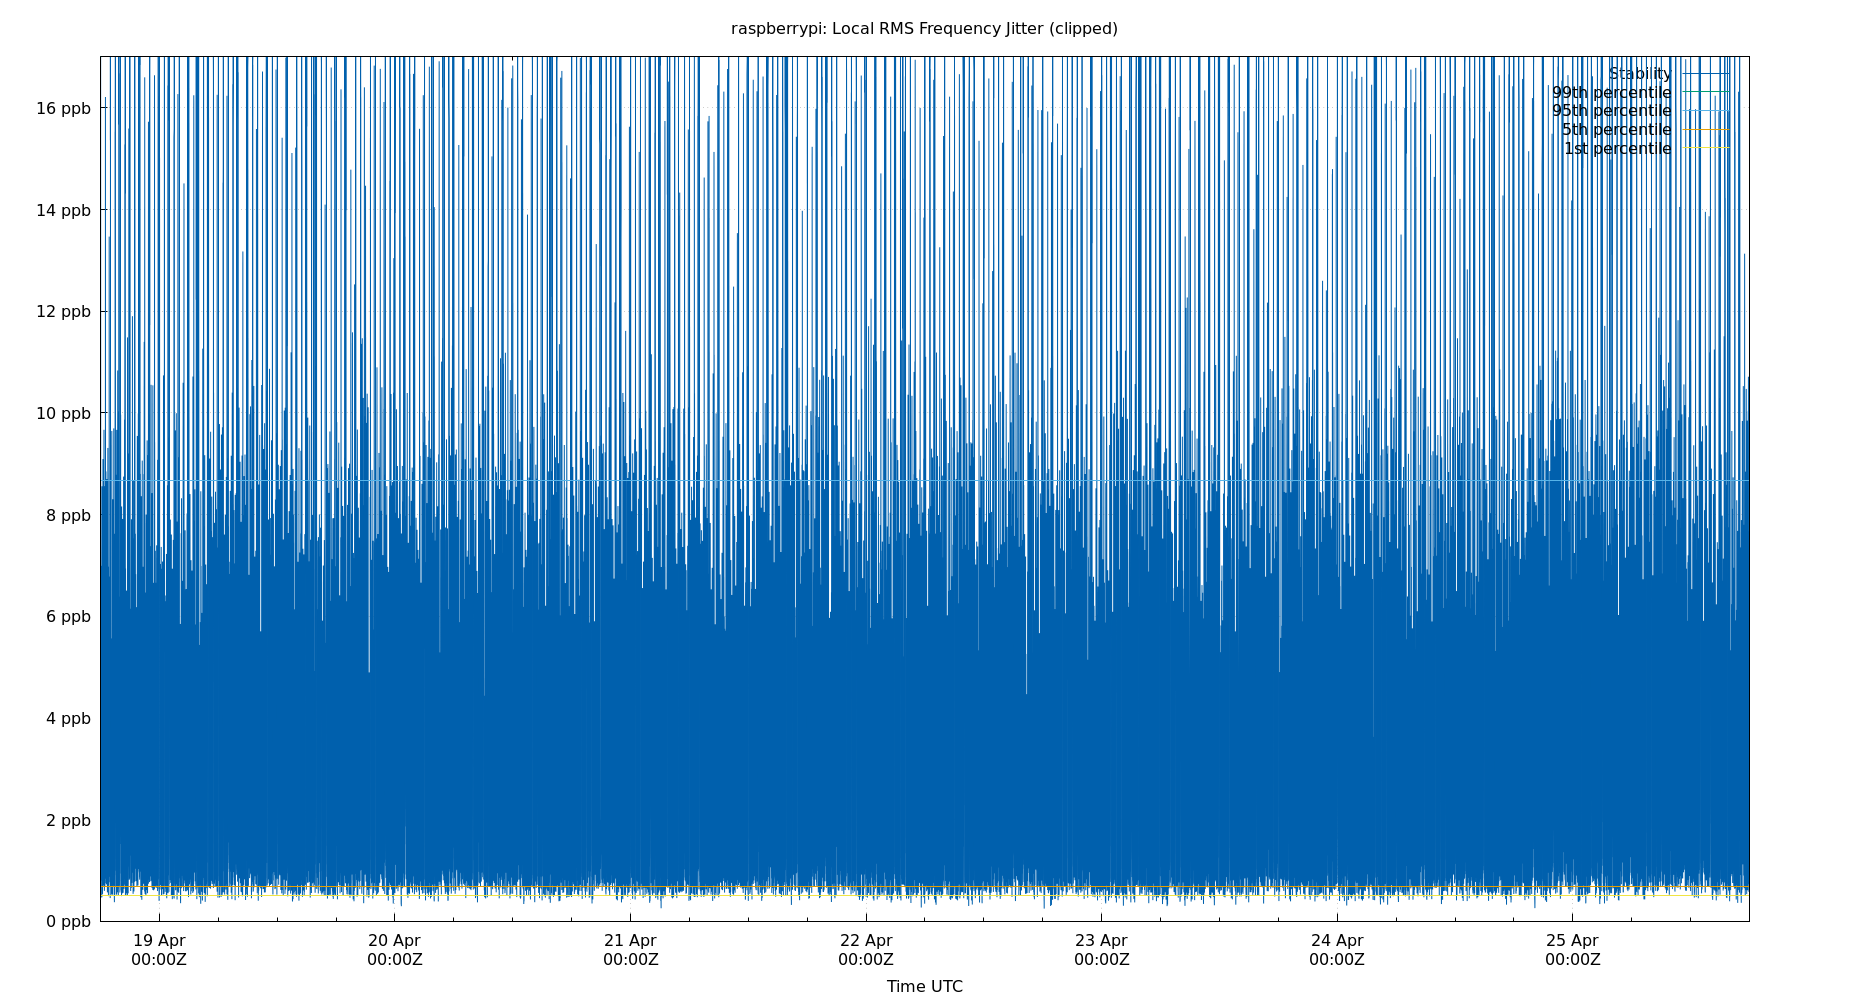 raspberrypi: Local RMS Frequency Jitter (clipped)
Stability
99th percentile
95th percentile
5th percentile
1st percentile
16 ppb
14 ppb
12 ppb
10 ppb
8 ppb
6 ppb
4 ppb
2 ppb
0 ppb
19 Apr 20 Apr 21 Apr 22 Apr 23 Apr 24 Apr 25 Apr
00:00Z 00:00Z 00:00Z 00:00Z 00:00Z 00:00Z 00:00Z
Time UTC